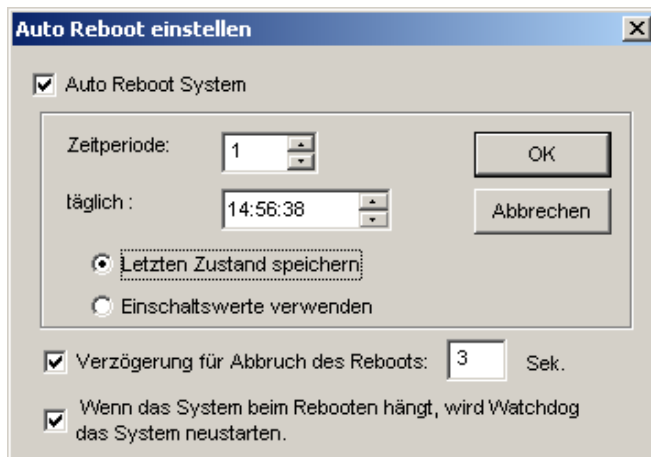 Auto Reboot einstellen
Auto Reboot System
Zeitperiode: 1 OK
täglich : 14:56:38 Abbrechen
Letzten Zustand speichern
Einschaltswerte verwenden
Verzögerung für Abbruch des Reboots: 3 Sek.
Wenn das System beim Rebooten hängt, wird Watchdog
das System neustarten.